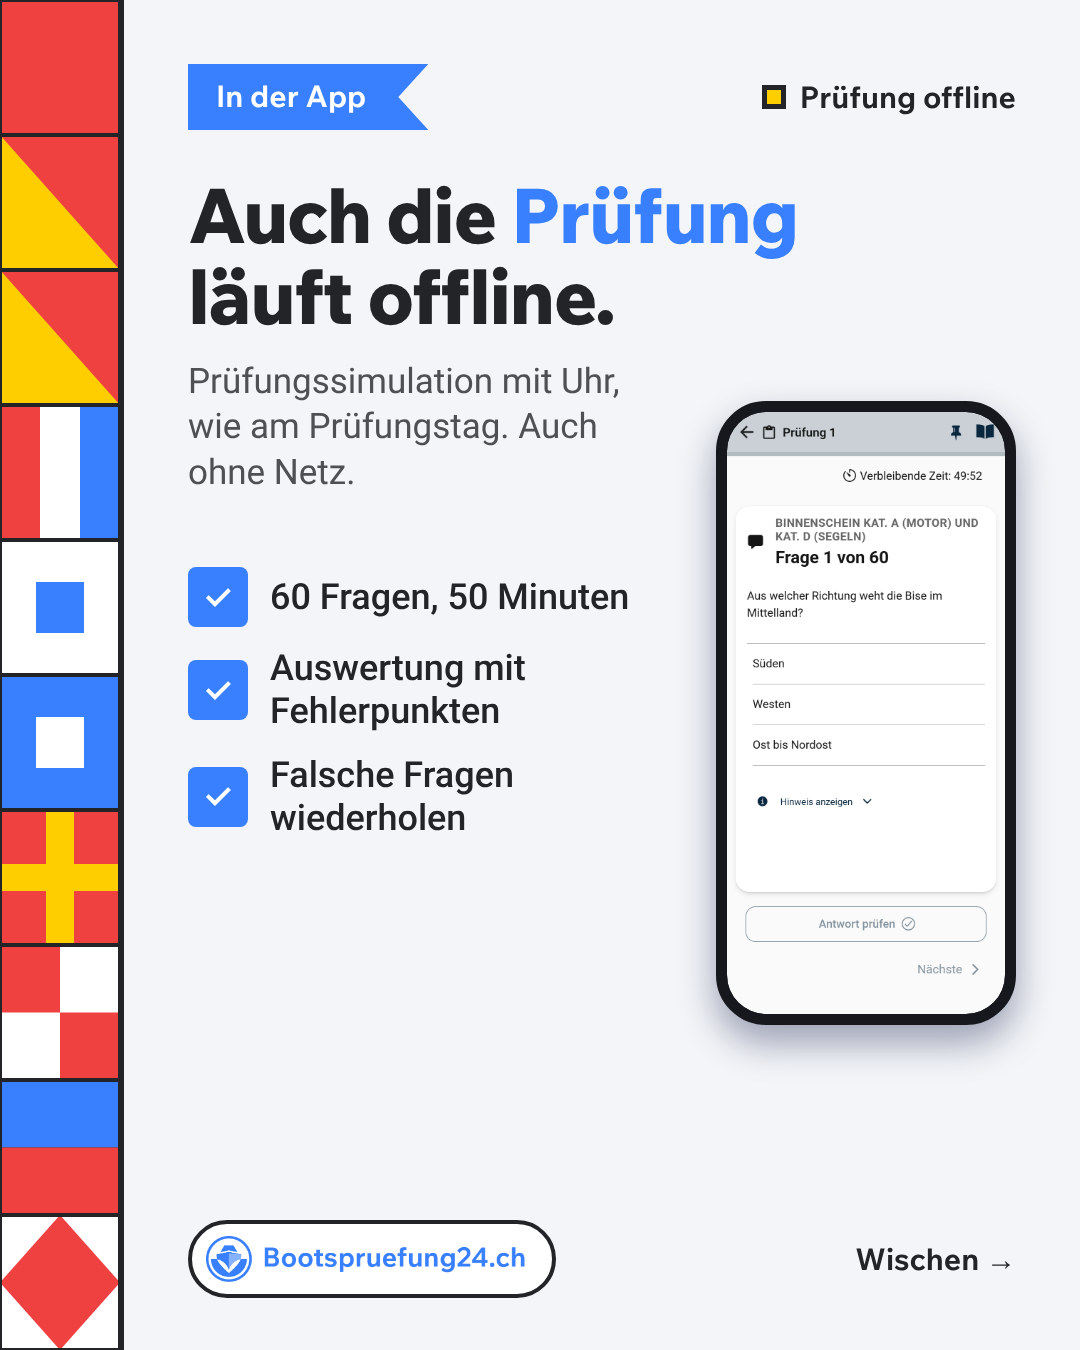 In der App
Prüfung offline
Auch die Prüfung
läuft offline.
Prüfungssimulation mit Uhr,
wie am Prüfungstag. Auch
ohne Netz.
60 Fragen, 50 Minuten
Auswertung mit
Fehlerpunkten
Falsche Fragen
wiederholen
Prüfung 1
Verbleibende Zeit: 49:52
BINNENSCHEIN KAT. A (MOTOR) UND
KAT. D (SEGELN)
Frage 1 von 60
Aus welcher Richtung weht die Bise im
Mittelland?
Süden
Westen
Ost bis Nordost
Hinweis anzeigen
Antwort prüfen
Nächste
Bootspruefung24.ch
Wischen →